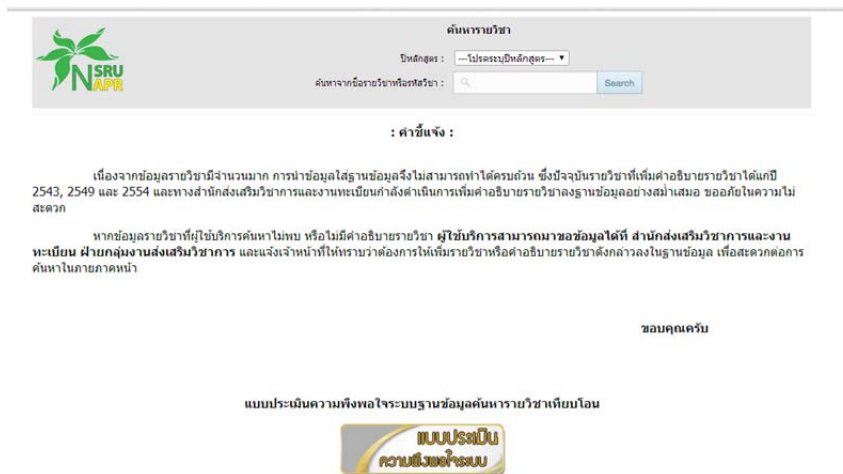 ค้นหารายวิชา
NSRU
NAPR
ปีหลักสูตร : ---โปรดระบุปีหลักสูตร---
ค้นหาจากชื่อรายวิชาหรือรหัสวิชา : Search
: คำชี้แจ้ง :
เนื่องจากข้อมูลรายวิชามีจำนวนมาก การนำข้อมูลใส่ฐานข้อมูลจึงไม่สามารถทำได้ครบถ้วน ซึ่งปัจจุบันรายวิชาที่เพิ่มคำอธิบายรายวิชาได้แก่ปี
2543, 2549 และ 2554 และทางสำนักส่งเสริมวิชาการและงานทะเบียนกำลังดำเนินการเพิ่มคำอธิบายรายวิชาลงฐานข้อมูลอย่างสม่ำเสมอ ขออภัยในความไม่
สะดวก
หากข้อมูลรายวิชาที่ผู้ใช้บริการค้นหาไม่พบ หรือไม่มีคำอธิบายรายวิชา ผู้ใช้บริการสามารถมาขอข้อมูลได้ที่ สำนักส่งเสริมวิชาการและงาน
ทะเบียน ฝ่ายกลุ่มงานส่งเสริมวิชาการ และแจ้งเจ้าหน้าที่ให้ทราบว่าต้องการให้เพิ่มรายวิชาหรือคำอธิบายรายวิชาดังกล่าวลงในฐานข้อมูล เพื่อสะดวกต่อการ
ค้นหาในภายภาคหน้า
ขอบคุณครับ
แบบประเมินความพึงพอใจระบบฐานข้อมูลค้นหารายวิชาเทียบโอน
แบบประเมิน
ความพึงพอใจระบบ